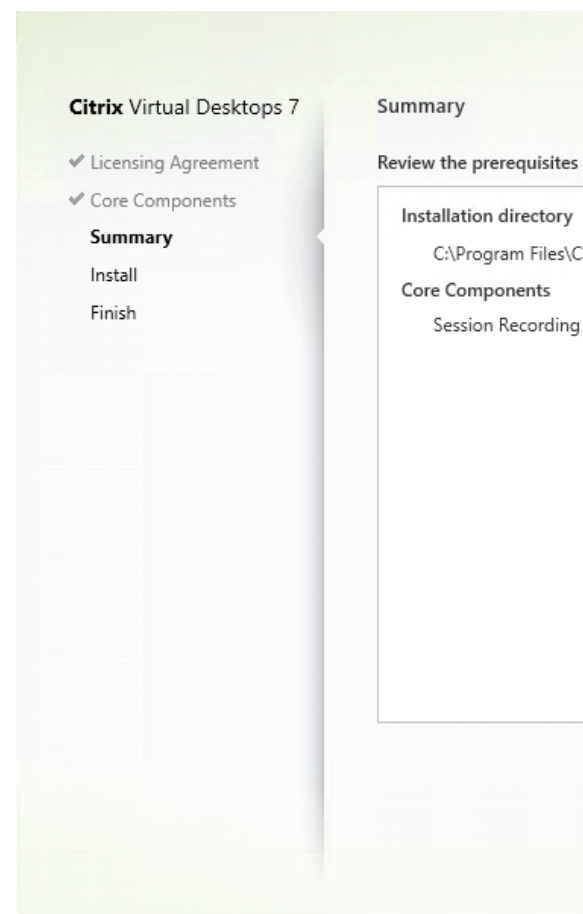 Citrix Virtual Desktops 7
Licensing Agreement
Core Components
Summary
Install
Finish
Summary
Review the prerequisites
Installation directory
C:\Program Files\C
Core Components
Session Recording